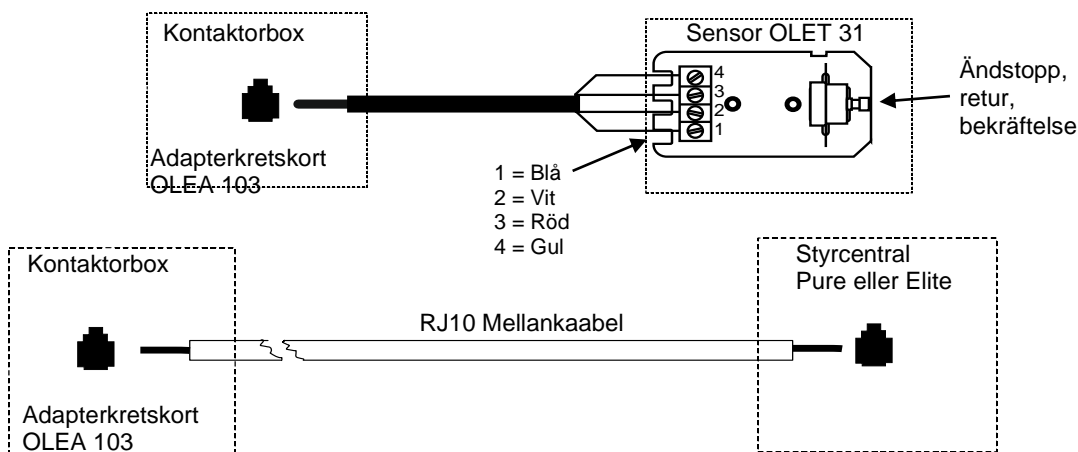 Kontaktorbox
Adapterkretskort
OLEA 103
Sensor OLET 31
4
3
2
1
Ändstopp,
retur,
bekräftelse
1 = Blå
2 = Vit
3 = Röd
4 = Gul
Kontaktorbox
Adapterkretskort
OLEA 103
RJ10 Mellankaabel
Styrcentral
Pure eller Elite